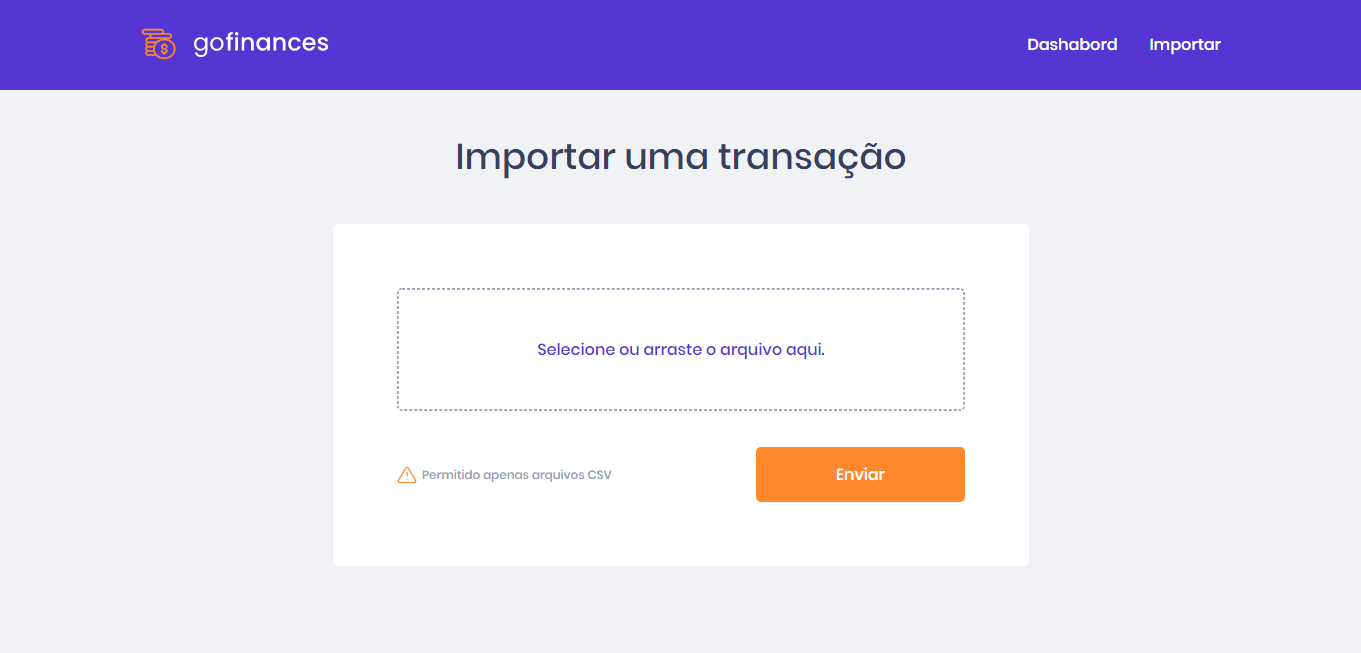 gofinances
Dashabord
Importar
Importar uma transação
Selecione ou arraste o arquivo aqui.
Permitido apenas arquivos CSV
Enviar